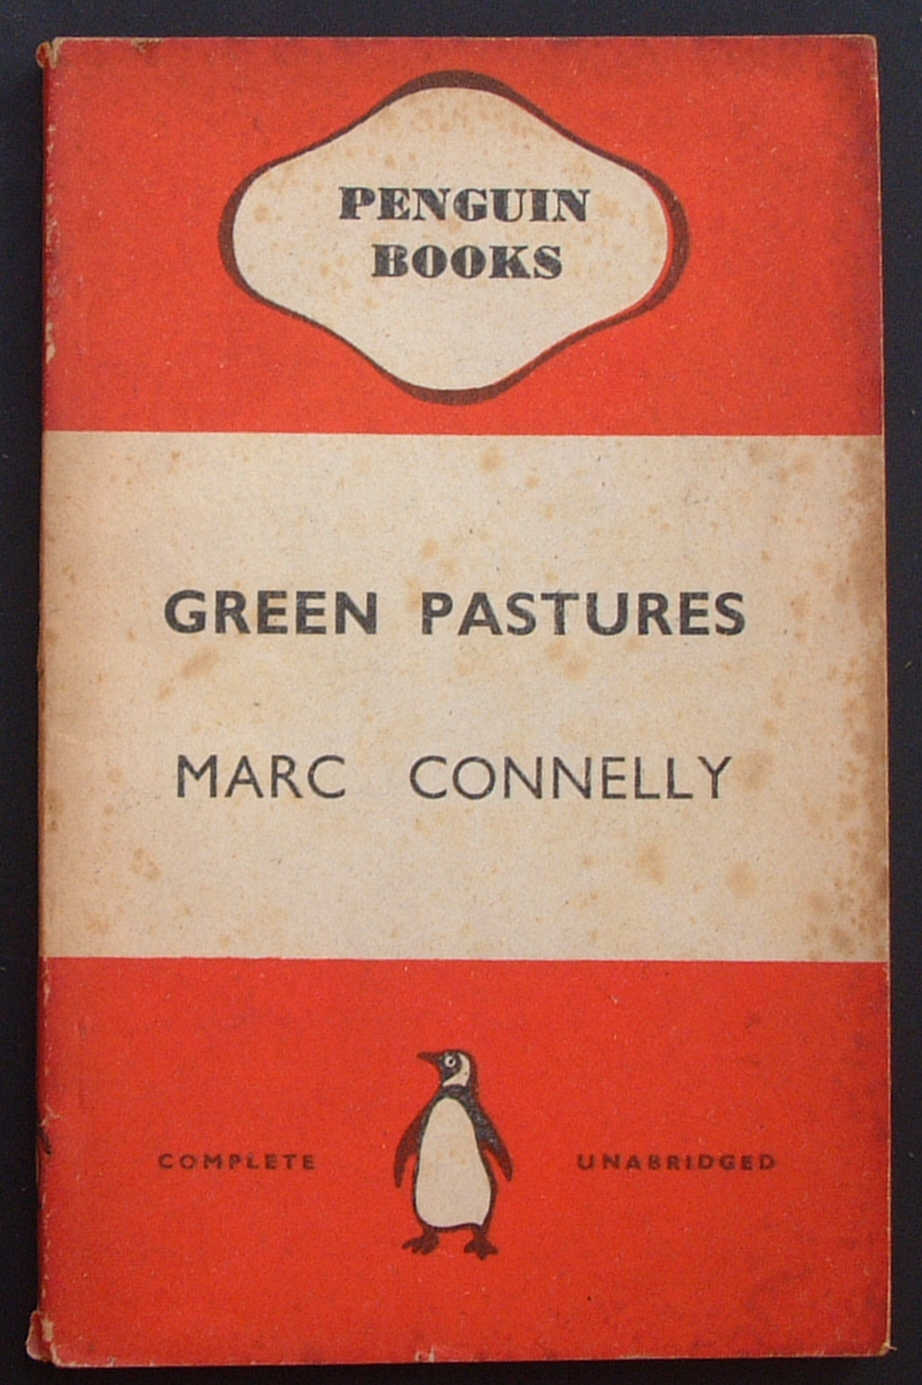 PENGUIN
BOOKS
GREEN PASTURES
MARC CONNELLY
COMPLETE UNABRIDGED